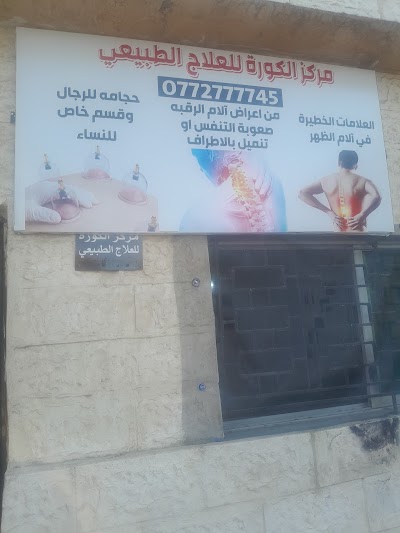 مركز الكورة للعلاج الطبيعي
0772777745
العلامات الخطيرة
في آلام الظهر
من اعراض آلام الرقبه
صعوبة التنفس او
تنميل بالاطراف
حجامه للرجال
وقسم خاص
للنساء
مركز الكورة
للعلاج الطبيعي